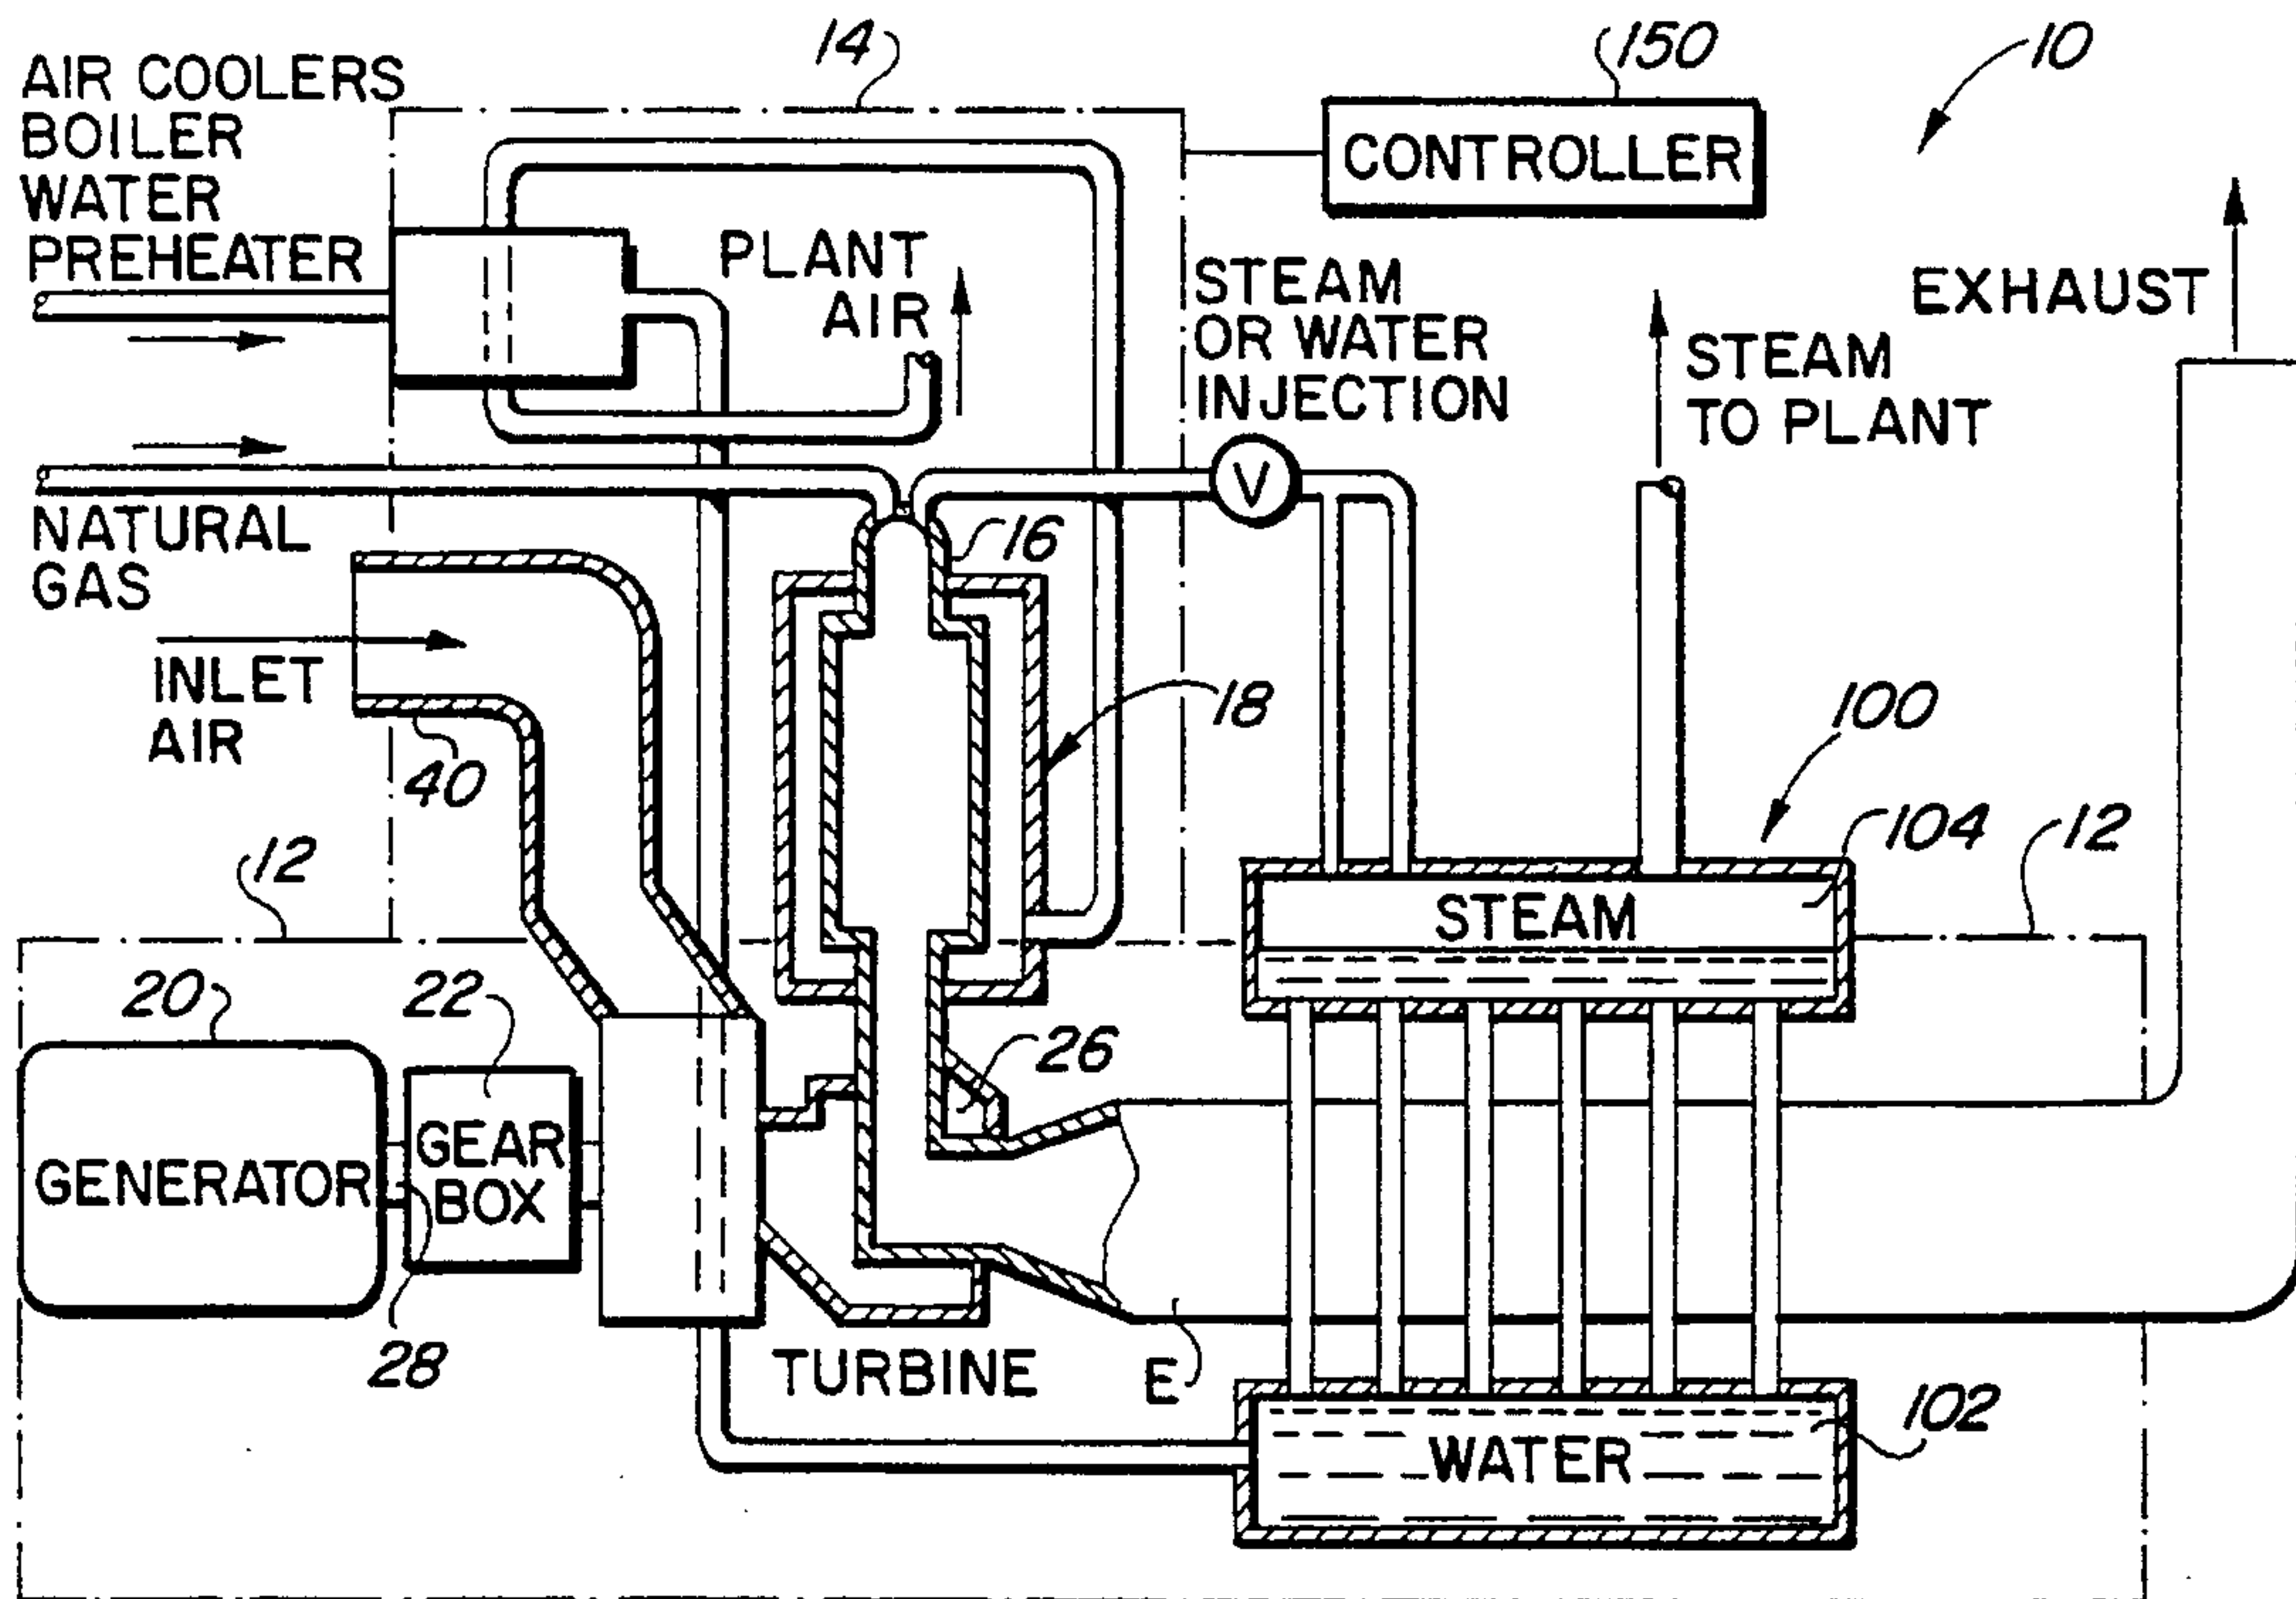 14
150
10
AIR COOLERS
BOILER
WATER
PREHEATER
CONTROLLER
PLANT
AIR
STEAM
OR WATER
INJECTION
EXHAUST
STEAM
TO PLANT
V
NATURAL
GAS
16
INLET
AIR
40
18
100
104
12
12
STEAM
20
22
26
GENERATOR
GEAR
BOX
28
TURBINE
E
WATER
102